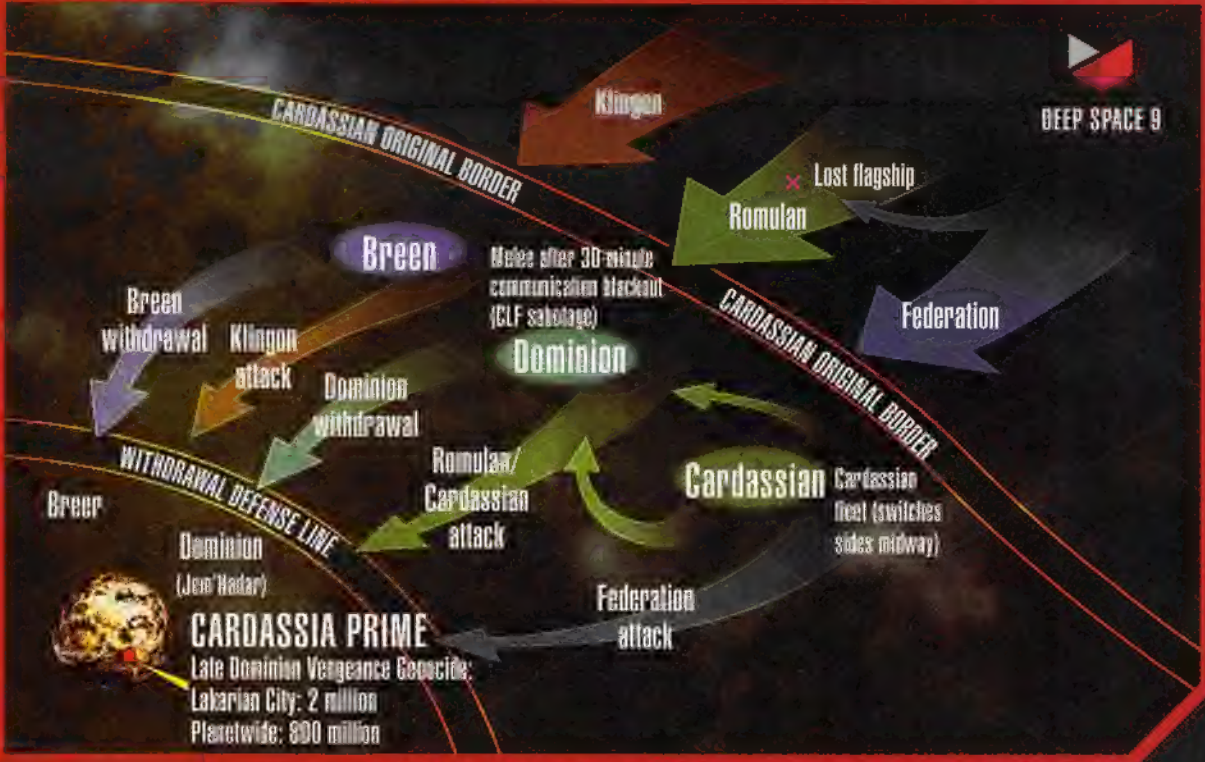 DEEP SPACE 9
Klingon
CARDASSIAN ORIGINAL BORDER
Lost flagship
Romulan
Breen
Melee after 30-minute
communication blackout
(CLF sabotage)
Federation
CARDASSIAN ORIGINAL BORDER
Breen
withdrawal
Klingon
attack
Dominion
Dominion
withdrawal
Romulan/
Cardassian
attack
Cardassian
Cardassian
fleet (switches
sides midway)
WITHDRAWAL DEFENSE LINE
Breen
Dominion
(Jem'Hadar)
Federation
attack
CARDASSIA PRIME
Late Dominion Vengeance Genocide:
Lakarian City: 2 million
Planetwide: 800 million